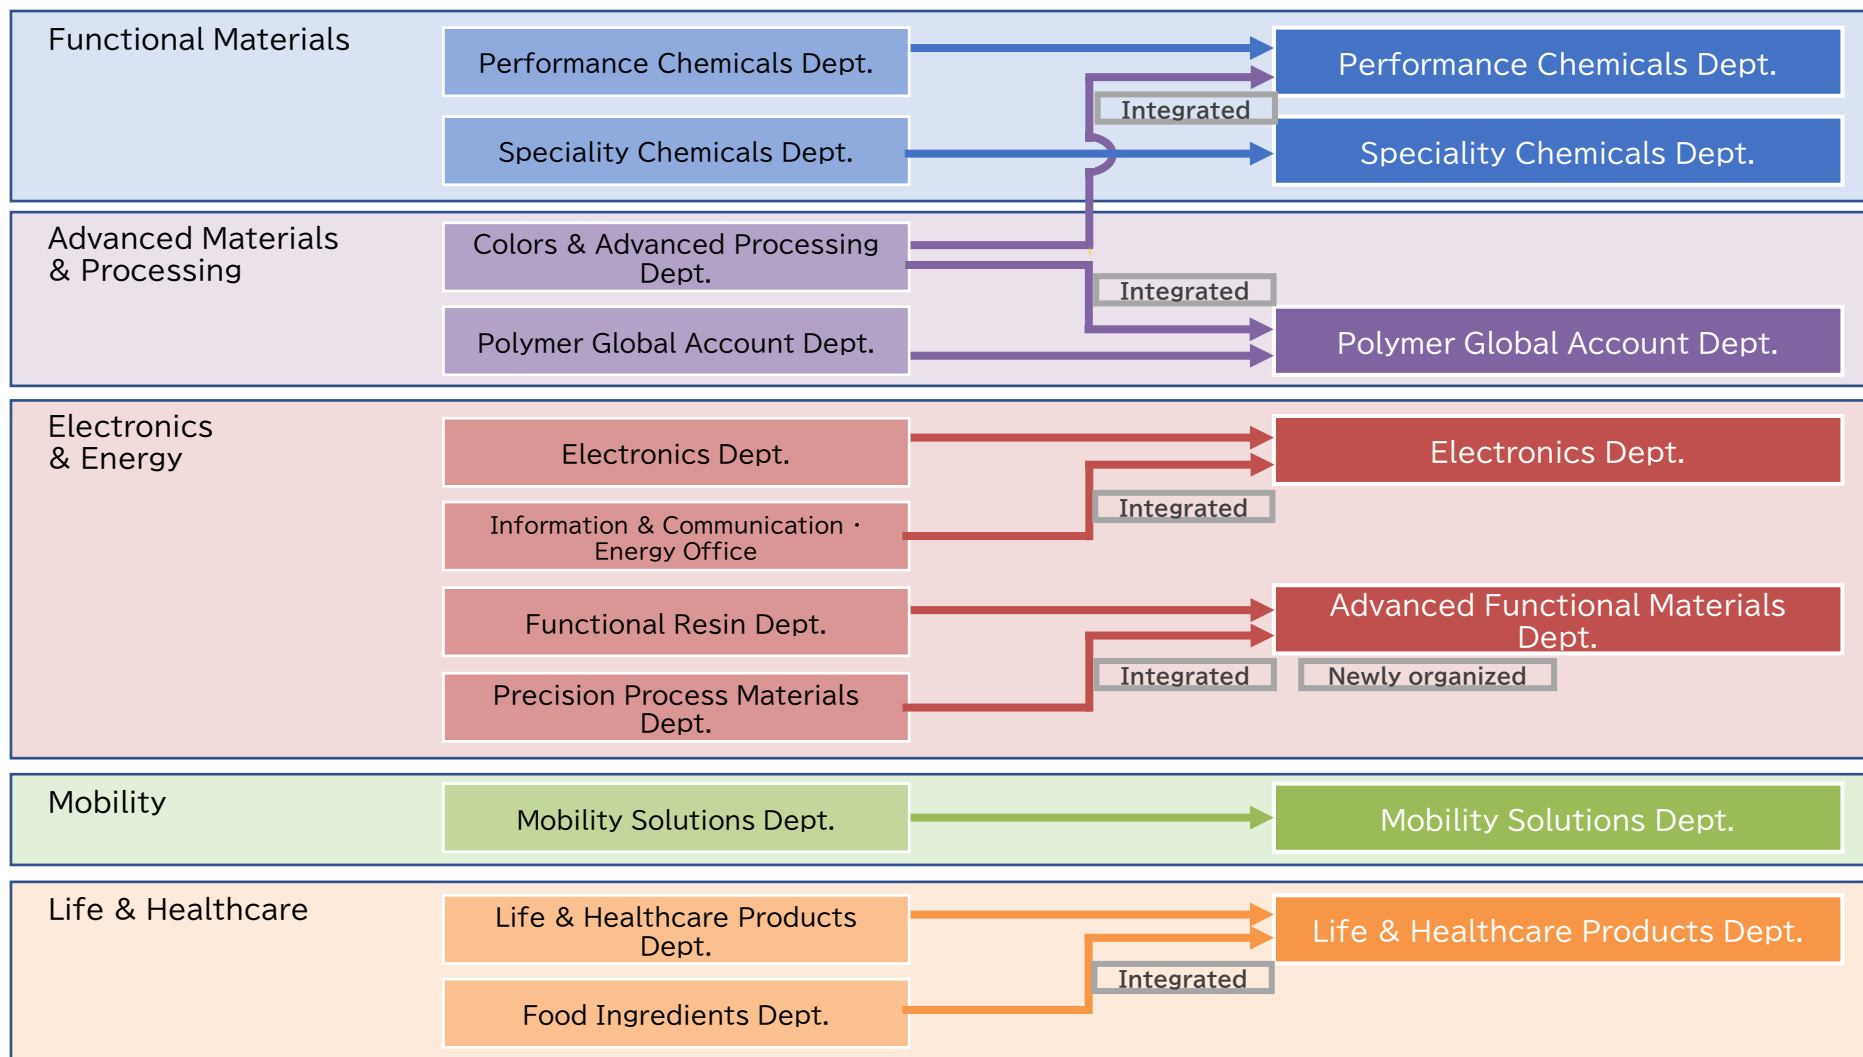 Functional Materials
Performance Chemicals Dept.
Performance Chemicals Dept.
Integrated
Speciality Chemicals Dept.
Speciality Chemicals Dept.
Advanced Materials
& Processing
Colors & Advanced Processing
Dept.
Integrated
Polymer Global Account Dept.
Polymer Global Account Dept.
Electronics
& Energy
Electronics Dept.
Electronics Dept.
Integrated
Information & Communication・
Energy Office
Functional Resin Dept.
Advanced Functional Materials
Dept.
Integrated
Newly organized
Precision Process Materials
Dept.
Mobility
Mobility Solutions Dept.
Mobility Solutions Dept.
Life & Healthcare
Life & Healthcare Products
Dept.
Life & Healthcare Products Dept.
Integrated
Food Ingredients Dept.